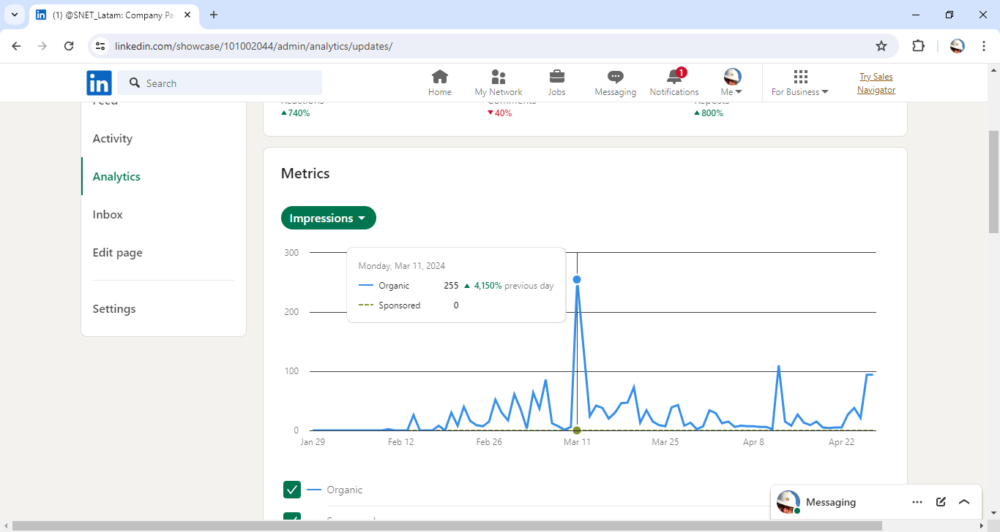 (1) @SNET_Latam: Company Pa
linkedin.com/showcase/101002044/admin/analytics/updates/
in
Search
Home
My Network
Jobs
Messaging
1
Notifications
Me
For Business
Try Sales
Navigator
Feed
Activity
Analytics
Inbox
Edit page
Settings
Reactions
Comments
Reposts
740%
40%
800%
Metrics
Impressions
300
200
100
0
Monday, Mar 11, 2024
Organic 255 4,150% previous day
Sponsored 0
Jan 29
Feb 12
Feb 26
Mar 11
Mar 25
Apr 8
Apr 22
Organic
Messaging